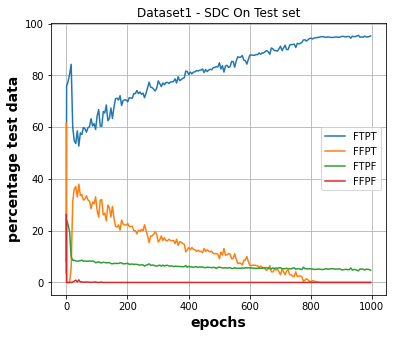 Dataset1 - SDC On Test set
percentage test data
100
80
60
40
20
0
FTPT
FFPT
FTPF
FFPF
0 200 400 600 800 1000
epochs